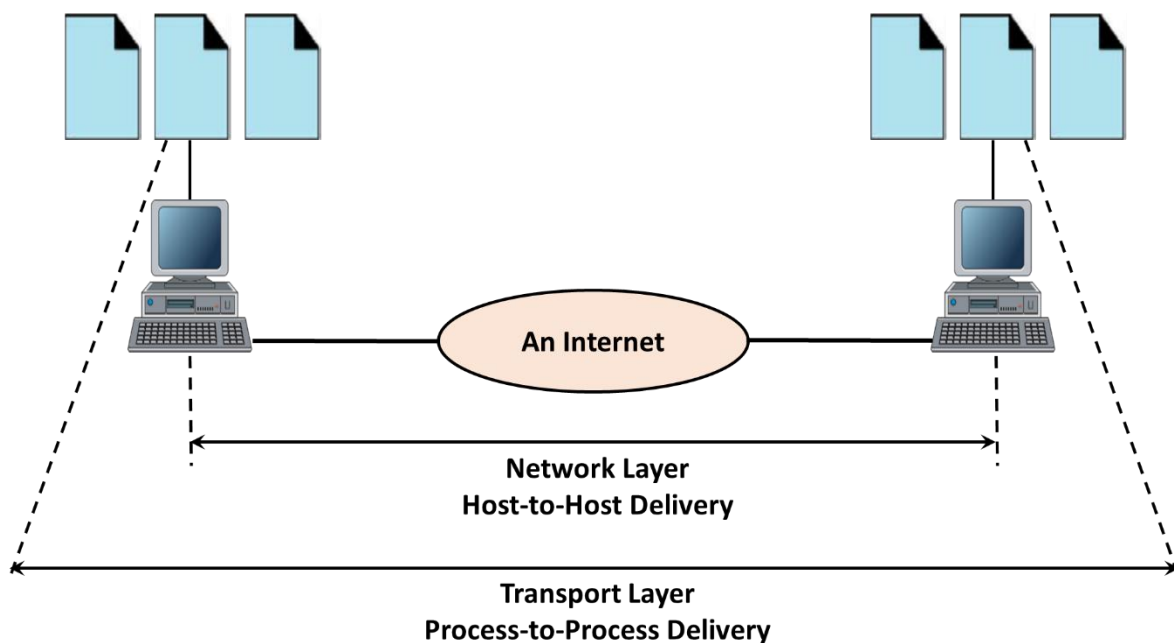 An Internet
Network Layer
Host-to-Host Delivery
Transport Layer
Process-to-Process Delivery